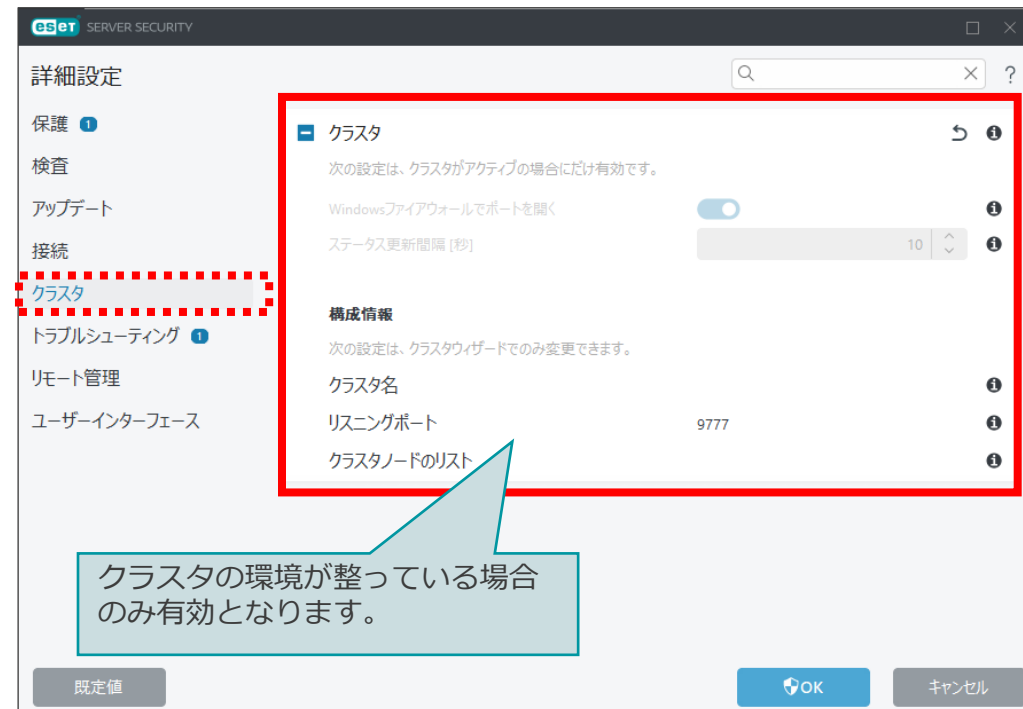 eset SERVER SECURITY
詳細設定
?
保護 1
検査
アップデート
接続
クラスタ
トラブルシューティング 1
リモート管理
ユーザーインターフェース
クラスタ
次の設定は、クラスタがアクティブの場合にだけ有効です。
Windowsファイアウォールでポートを開く
ステータス更新間隔 [秒] 10
構成情報
次の設定は、クラスタウィザードでのみ変更できます。
クラスタ名
リスニングポート 9777
クラスタノードのリスト
クラスタの環境が整っている場合
のみ有効となります。
既定値
OK
キャンセル